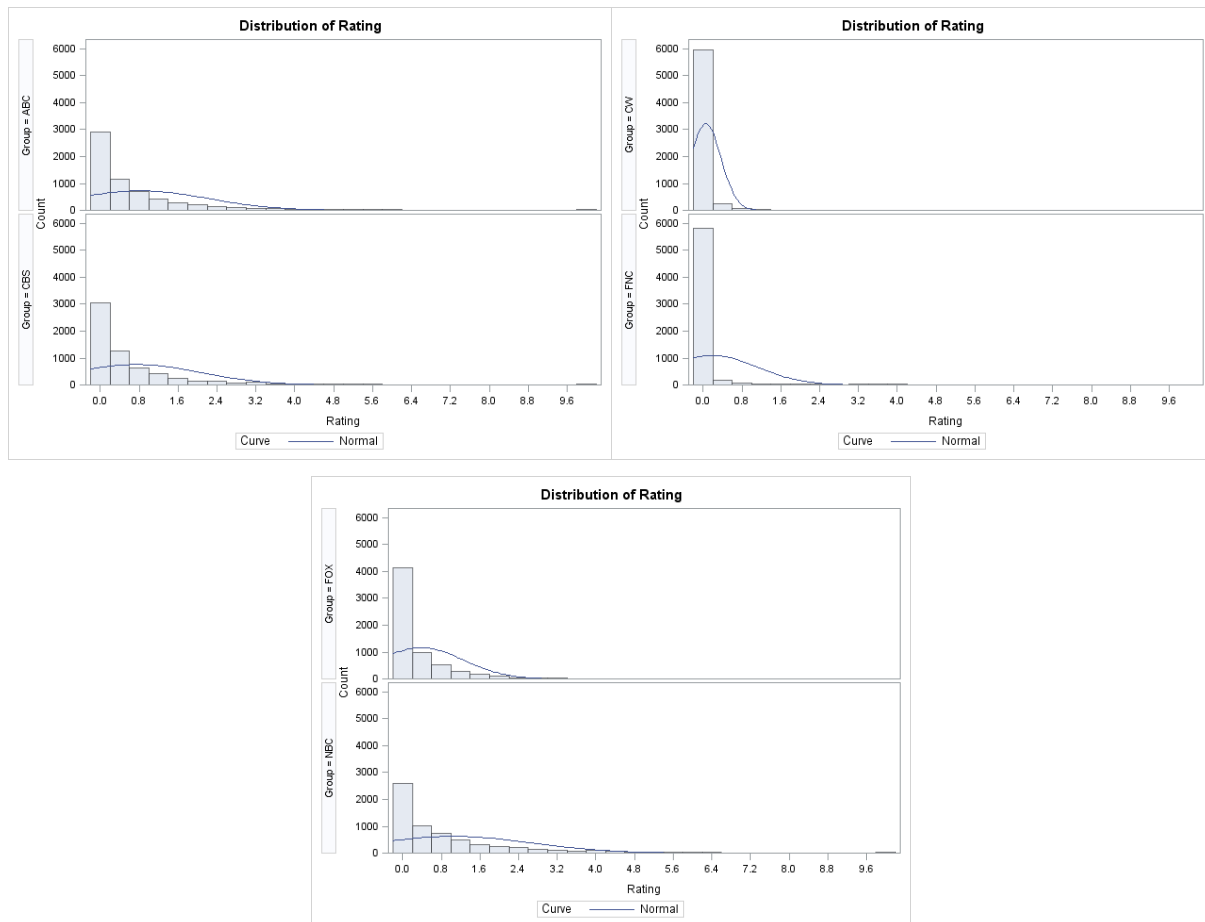 Distribution of Rating
Group = ABC
6000
5000
4000
3000
2000
1000
0
Count
Group = CBS
6000
5000
4000
3000
2000
1000
0
0.0 0.8 1.6 2.4 3.2 4.0 4.8 5.6 6.4 7.2 8.0 8.8 9.6
Rating
Curve Normal
Distribution of Rating
Group = CW
6000
5000
4000
3000
2000
1000
0
Count
Group = FNC
6000
5000
4000
3000
2000
1000
0
0.0 0.8 1.6 2.4 3.2 4.0 4.8 5.6 6.4 7.2 8.0 8.8 9.6
Rating
Curve Normal
Distribution of Rating
Group = FOX
6000
5000
4000
3000
2000
1000
0
Count
Group = NBC
6000
5000
4000
3000
2000
1000
0
0.0 0.8 1.6 2.4 3.2 4.0 4.8 5.6 6.4 7.2 8.0 8.8 9.6
Rating
Curve Normal